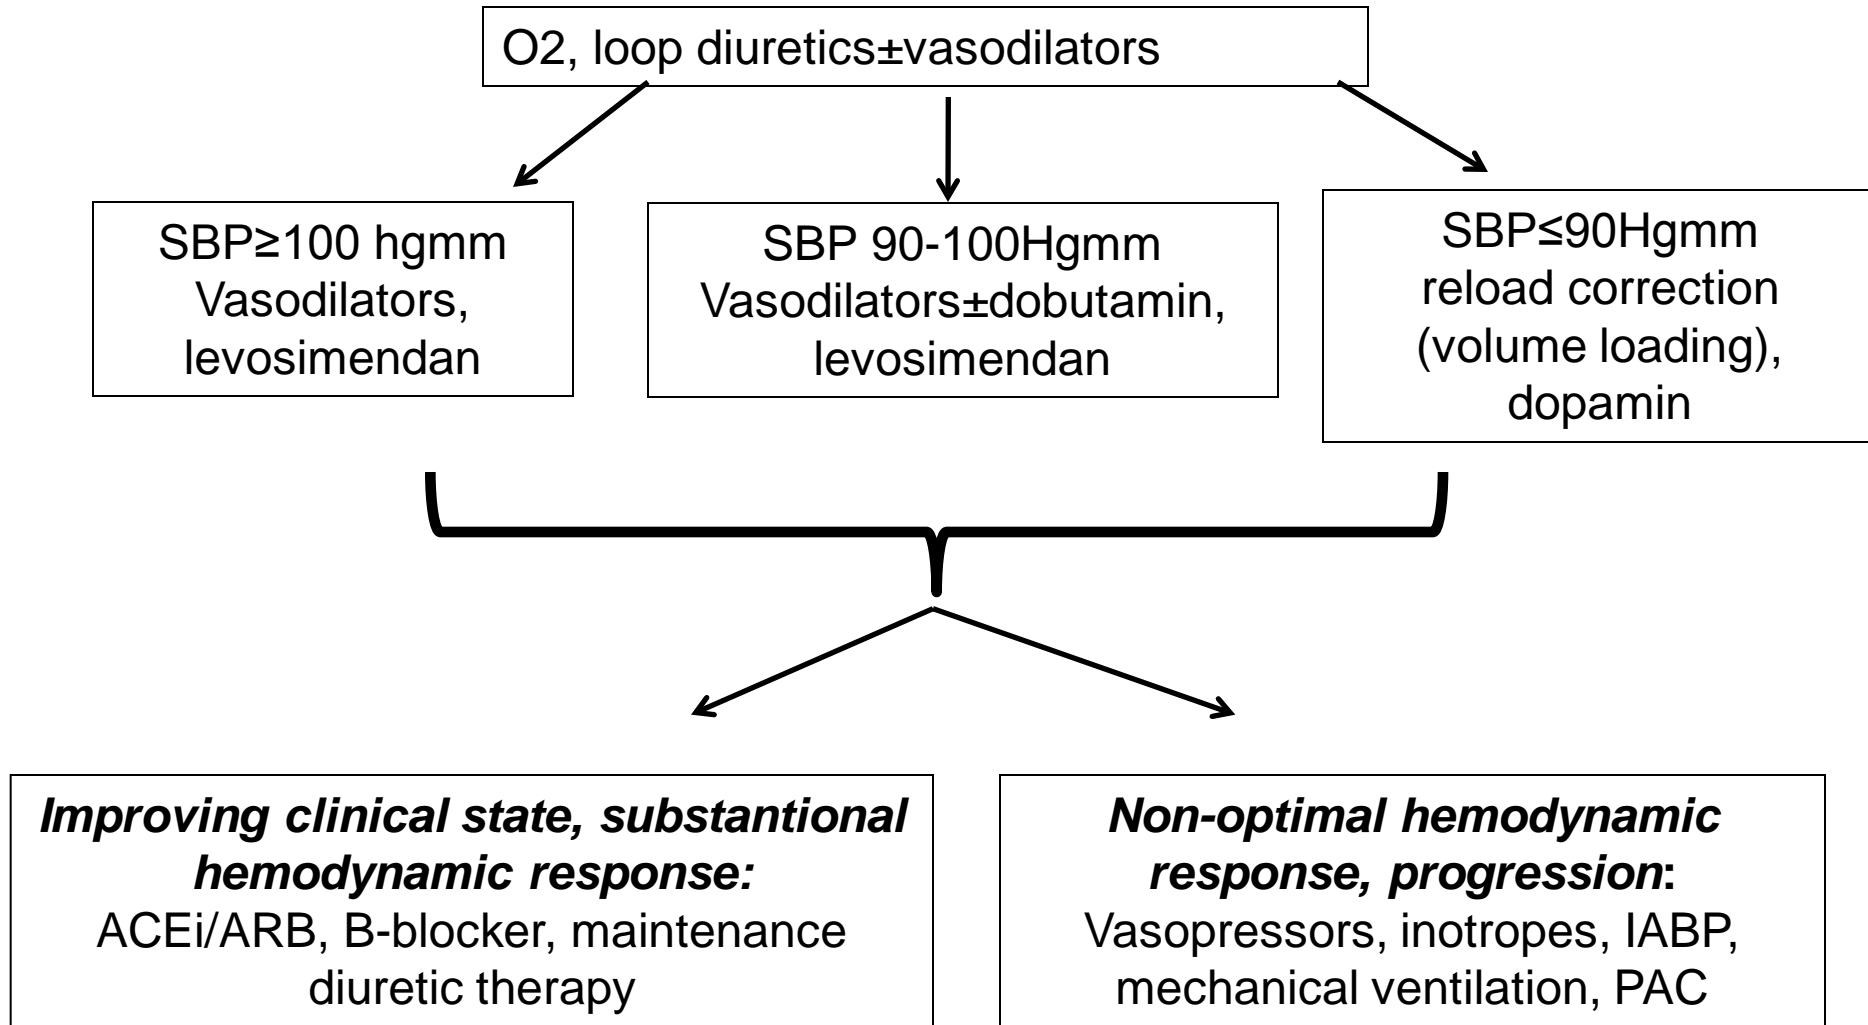 O2, loop diuretics±vasodilators
SBP≥100 hgmm
Vasodilators,
levosimendan
SBP 90-100Hgmm
Vasodilators±dobutamin,
levosimendan
SBP≤90Hgmm
reload correction
(volume loading),
dopamin
Improving clinical state, substantional
hemodynamic response:
ACEi/ARB, B-blocker, maintenance
diuretic therapy
Non-optimal hemodynamic
response, progression:
Vasopressors, inotropes, IABP,
mechanical ventilation, PAC